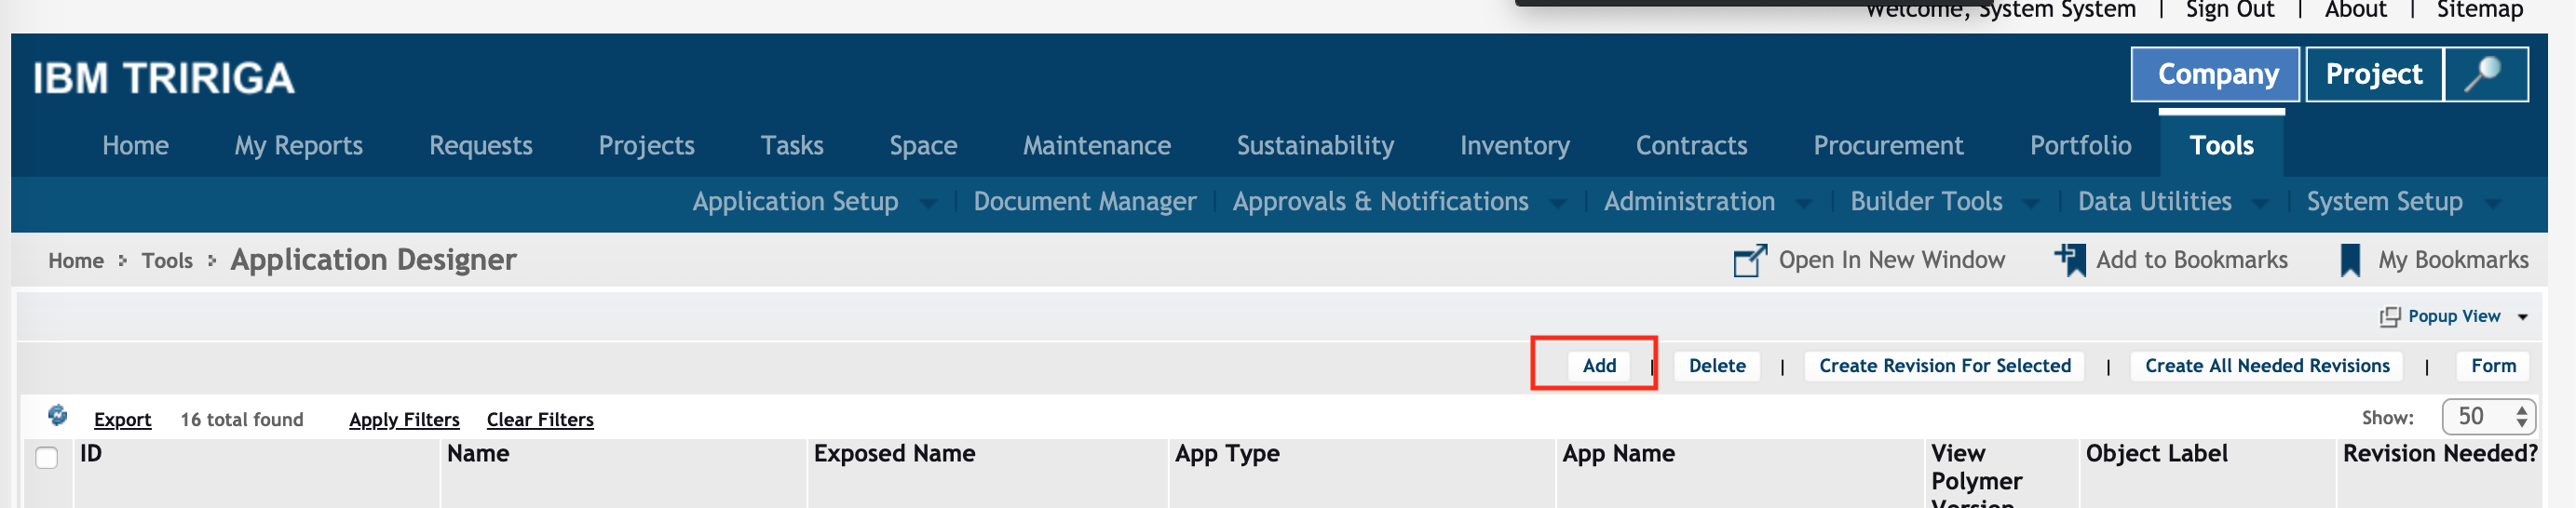 Welcome, System System | Sign Out | About | Sitemap
IBM TRIRIGA
Company Project
Home My Reports Requests Projects Tasks Space Maintenance Sustainability Inventory Contracts Procurement Portfolio Tools
Application Setup | Document Manager | Approvals & Notifications | Administration | Builder Tools | Data Utilities | System Setup
Home Tools Application Designer Open In New Window Add to Bookmarks My Bookmarks
Popup View
Add | Delete | Create Revision For Selected | Create All Needed Revisions | Form
Export 16 total found Apply Filters Clear Filters Show: 50
ID Name Exposed Name App Type App Name View Object Label Revision Needed?
Polymer
Version